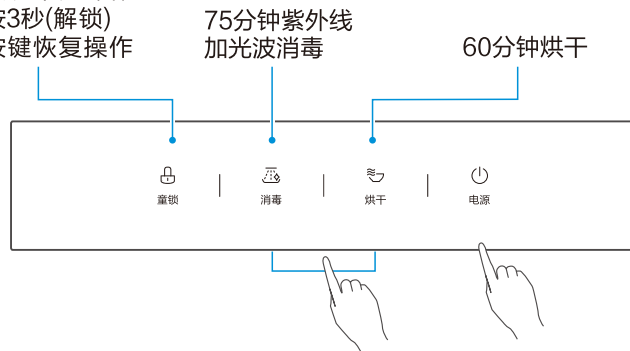 按3秒(解锁)
按键恢复操作
75分钟紫外线
加光波消毒
60分钟烘干
童锁
消毒
烘干
电源